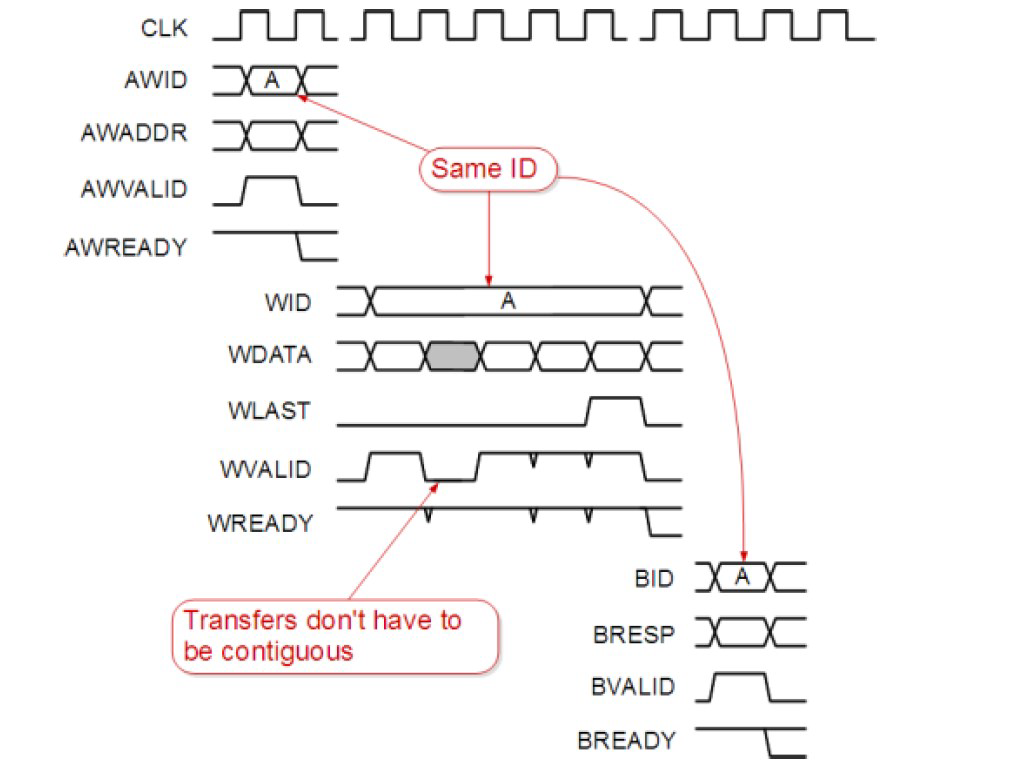 CLK
AWID A
AWADDR
Same ID
AWVALID
AWREADY
WID A
WDATA
WLAST
WVALID
WREADY
BID A
Transfers don't have to
be contiguous
BRESP
BVALID
BREADY